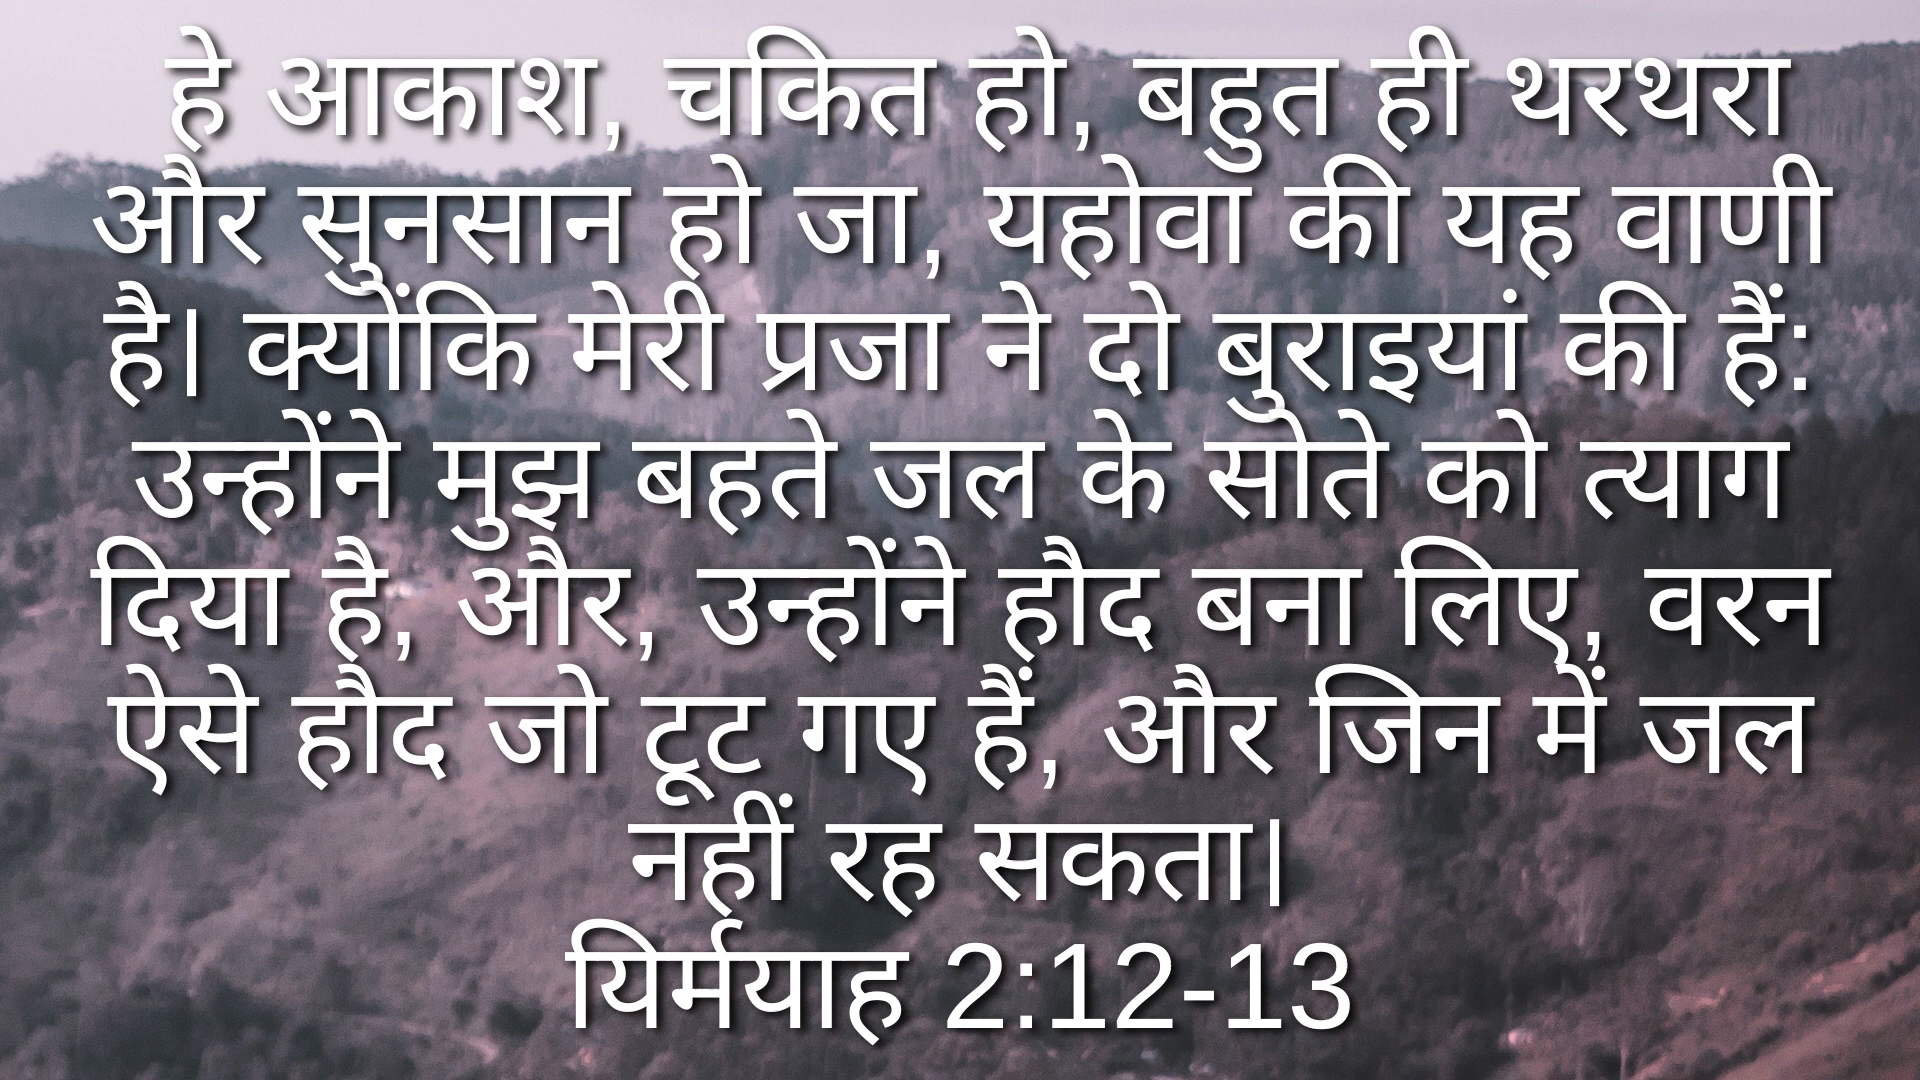 हे आकाश, चकित हो, बहुत ही थरथरा
और सुनसान हो जा, यहोवा की यह वाणी
है। क्योंकि मेरी प्रजा ने दो बुराइयां की हैं:
उन्होंने मुझ बहते जल के सोते को त्याग
दिया है, और, उन्होंने हौद बना लिए, वरन
ऐसे हौद जो टूट गए हैं, और जिन में जल
नहीं रह सकता।
यिर्मयाह 2:12-13